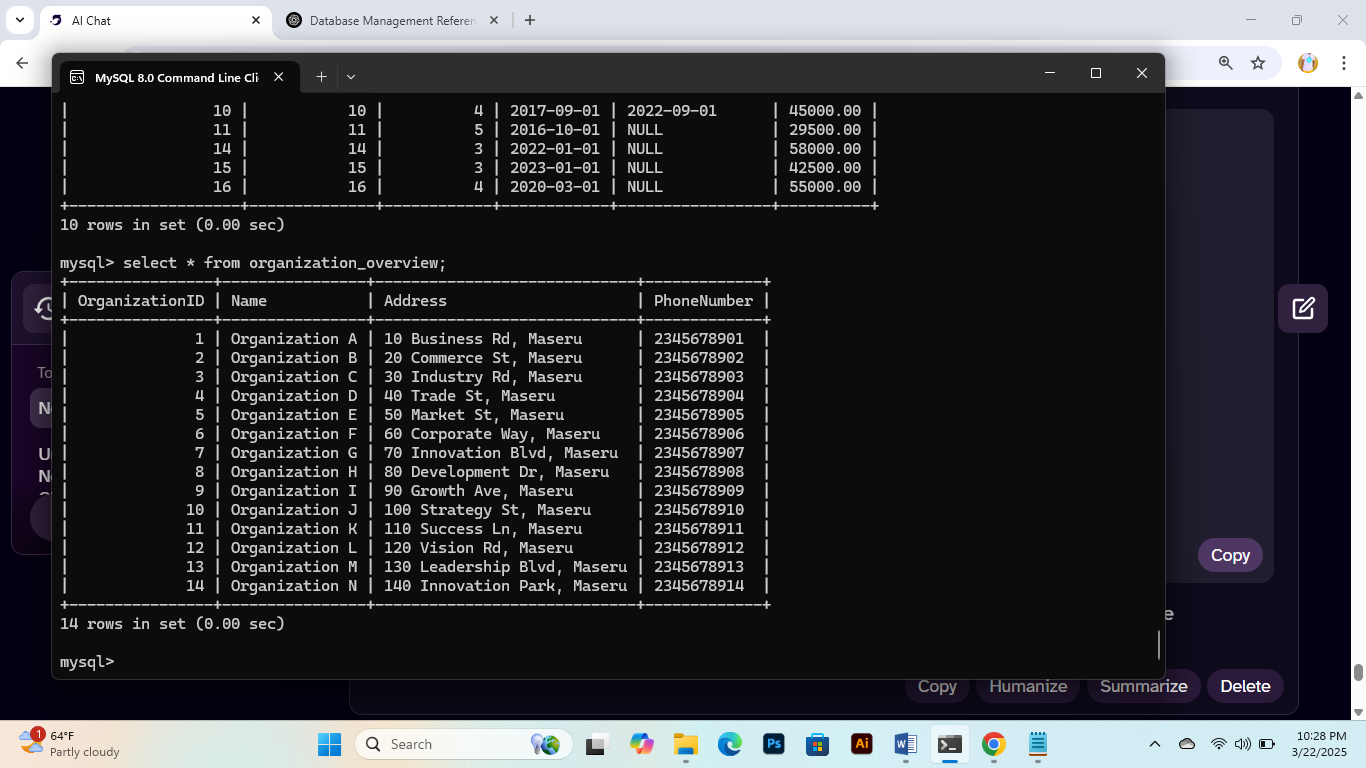 AI Chat
Database Management Referen
MySQL 8.0 Command Line Cli
| 10 | 10 | 4 | 2017-09-01 | 2022-09-01 | 45000.00 |
| 11 | 11 | 5 | 2016-10-01 | NULL | 29500.00 |
| 14 | 14 | 3 | 2022-01-01 | NULL | 58000.00 |
| 15 | 15 | 3 | 2023-01-01 | NULL | 42500.00 |
| 16 | 16 | 4 | 2020-03-01 | NULL | 55000.00 |
10 rows in set (0.00 sec)
mysql> select * from organization_overview;
| OrganizationID | Name | Address | PhoneNumber |
| 1 | Organization A | 10 Business Rd, Maseru | 2345678901 |
| 2 | Organization B | 20 Commerce St, Maseru | 2345678902 |
| 3 | Organization C | 30 Industry Rd, Maseru | 2345678903 |
| 4 | Organization D | 40 Trade St, Maseru | 2345678904 |
| 5 | Organization E | 50 Market St, Maseru | 2345678905 |
| 6 | Organization F | 60 Corporate Way, Maseru | 2345678906 |
| 7 | Organization G | 70 Innovation Blvd, Maseru | 2345678907 |
| 8 | Organization H | 80 Development Dr, Maseru | 2345678908 |
| 9 | Organization I | 90 Growth Ave, Maseru | 2345678909 |
| 10 | Organization J | 100 Strategy St, Maseru | 2345678910 |
| 11 | Organization K | 110 Success Ln, Maseru | 2345678911 |
| 12 | Organization L | 120 Vision Rd, Maseru | 2345678912 |
| 13 | Organization M | 130 Leadership Blvd, Maseru | 2345678913 |
| 14 | Organization N | 140 Innovation Park, Maseru | 2345678914 |
14 rows in set (0.00 sec)
mysql>
To
Copy
Copy Humanize Summarize Delete
1
64°F
Partly cloudy
Search
Ps
Ai
10:28 PM
3/22/2025